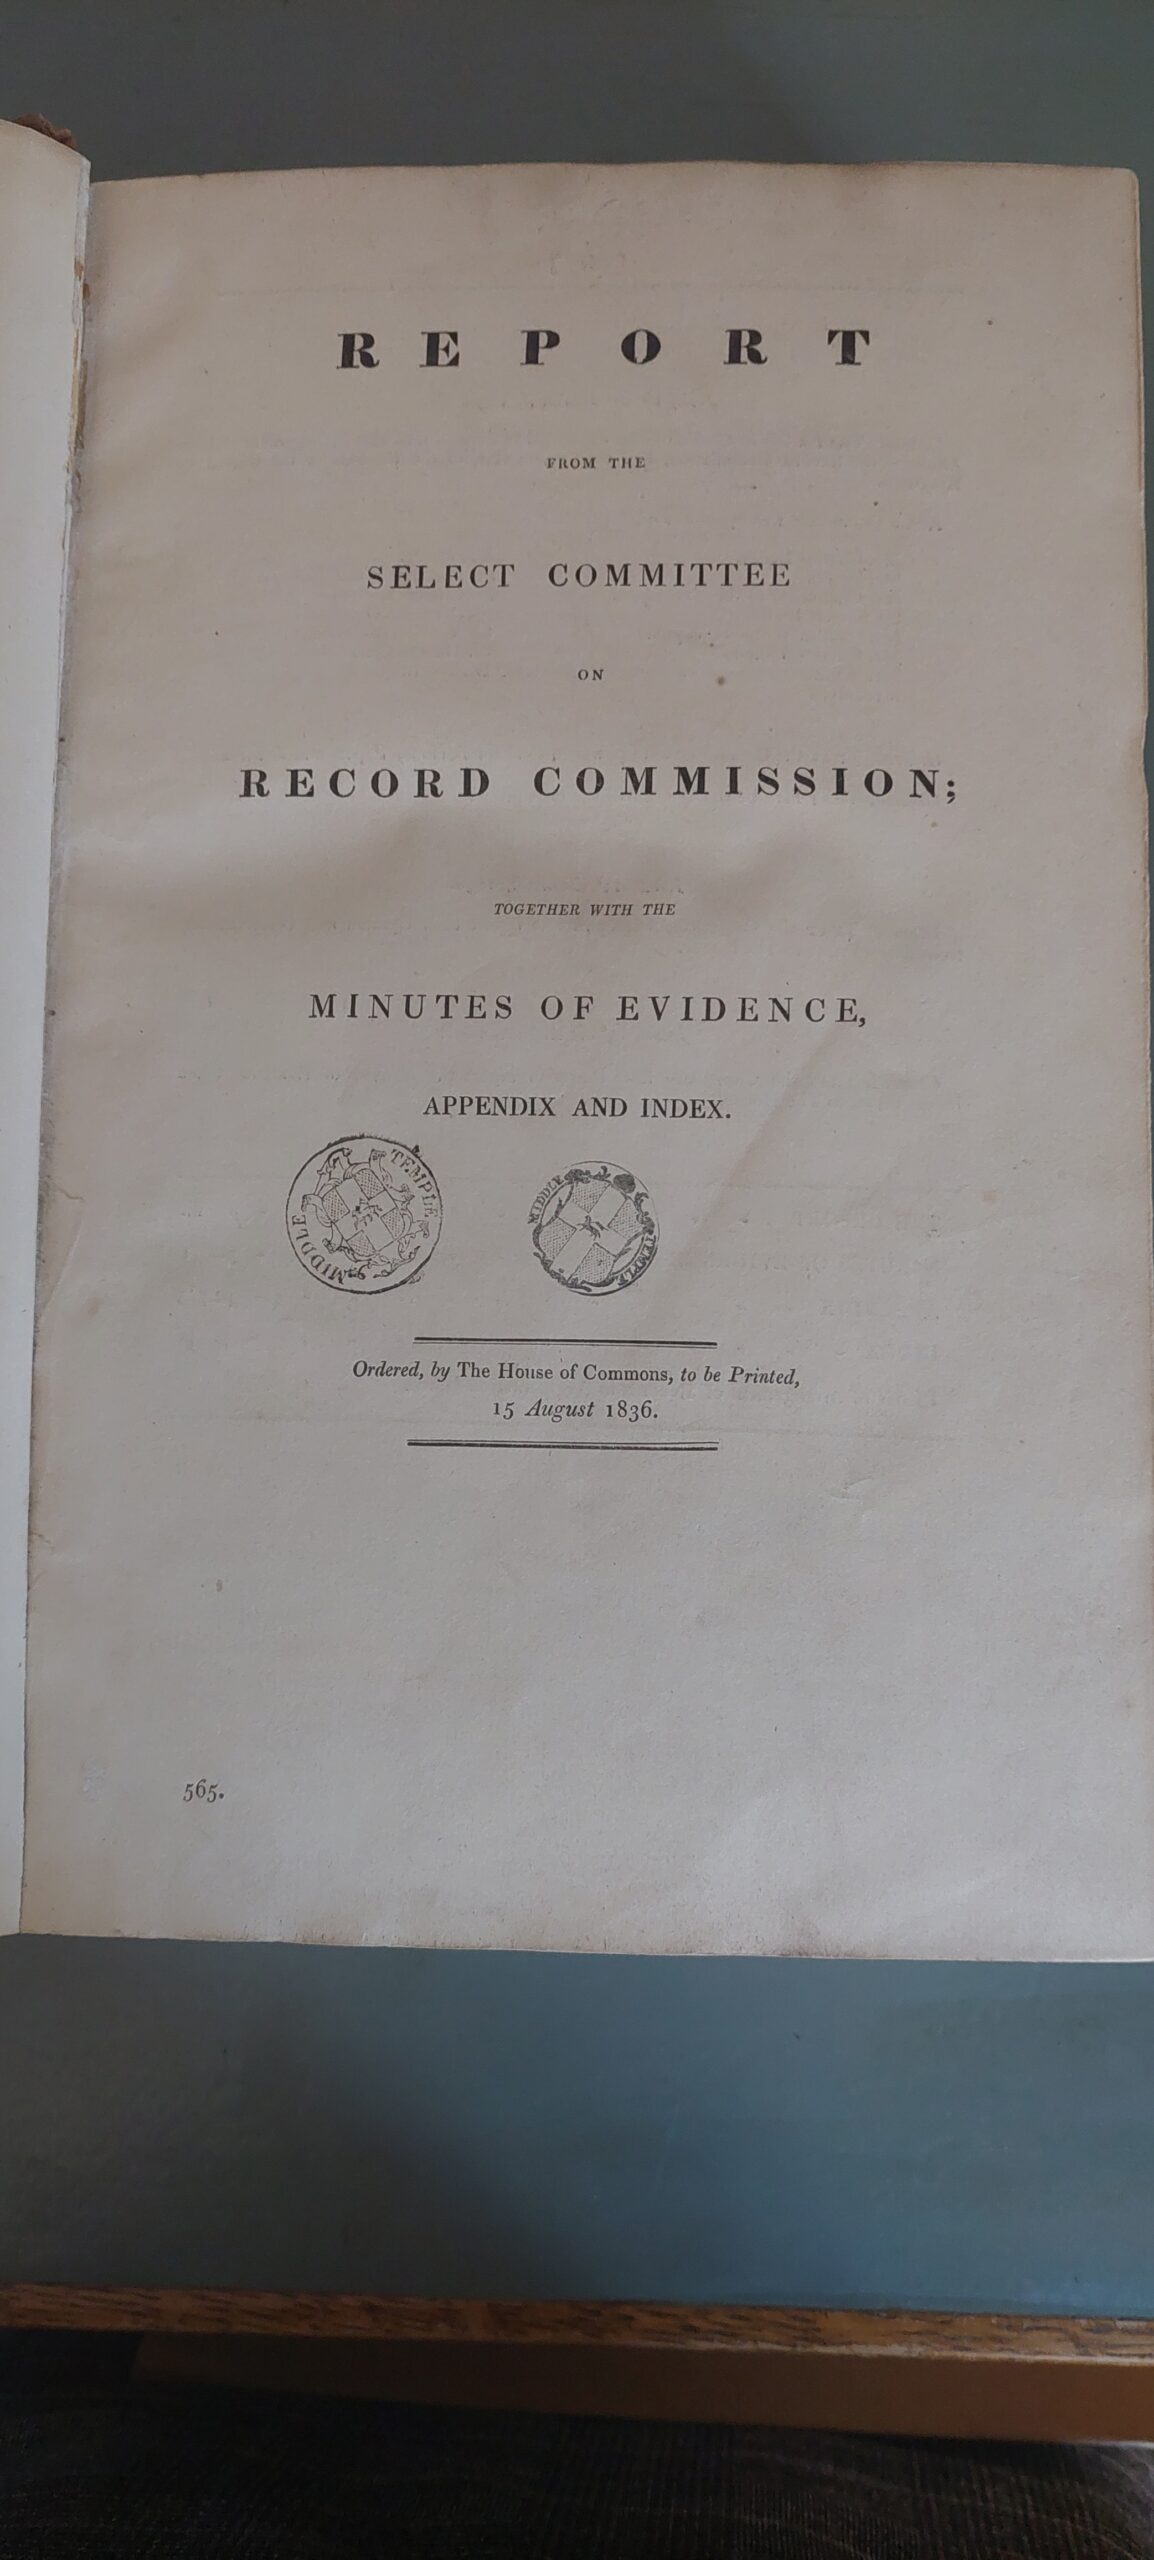 REPORT
FROM THE
SELECT COMMITTEE
ON
RECORD COMMISSION;
TOGETHER WITH THE
MINUTES OF EVIDENCE,
APPENDIX AND INDEX.
MIDDLE TEMPLE
MIDDLE TEMPLE
Ordered, by The House of Commons, to be Printed,
15 August 1836.
565.